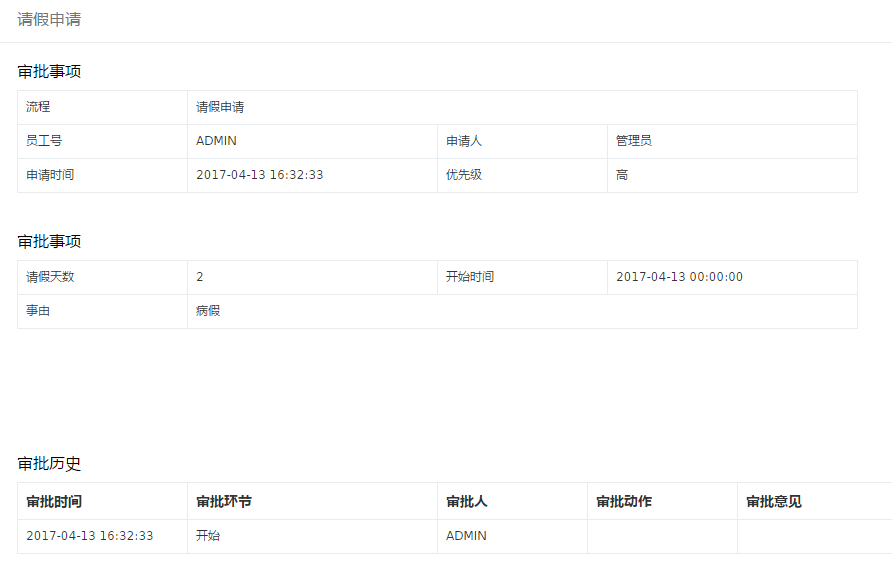 请假申请
审批事项
流程 请假申请
员工号 ADMIN 申请人 管理员
申请时间 2017-04-13 16:32:33 优先级 高
审批事项
请假天数 2 开始时间 2017-04-13 00:00:00
事由 病假
审批历史
审批时间 审批环节 审批人 审批动作 审批意见
2017-04-13 16:32:33 开始 ADMIN